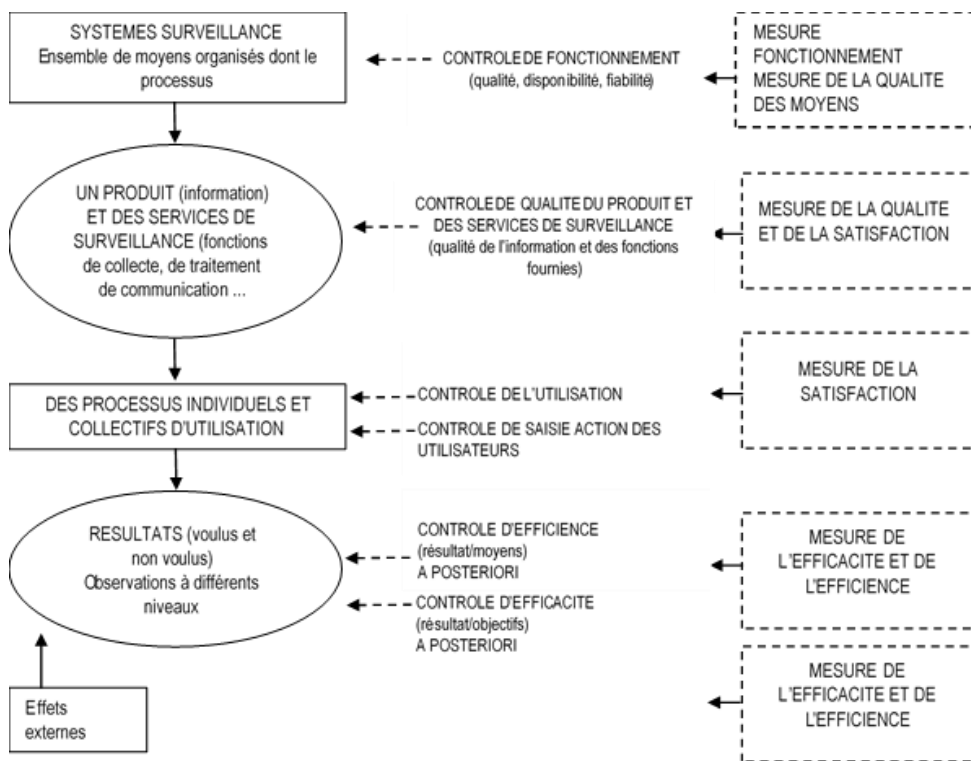 SYSTEMES SURVEILLANCE
Ensemble de moyens organisés dont le
processus
CONTROLE DE FONCTIONNEMENT
(qualité, disponibilité, fiabilité)
MESURE
FONCTIONNEMENT
MESURE DE LA QUALITE
DES MOYENS
UN PRODUIT (information)
ET DES SERVICES DE
SURVEILLANCE (fonctions
de collecte, de traitement
de communication ...
CONTROLE DE QUALITE DU PRODUIT ET
DES SERVICES DE SURVEILLANCE
(qualité de l'information et des fonctions
fournies)
MESURE DE LA QUALITE
ET DE LA SATISFACTION
DES PROCESSUS INDIVIDUELS ET
COLLECTIFS D'UTILISATION
CONTROLE DE L'UTILISATION
CONTROLE DE SAISIE ACTION DES
UTILISATEURS
MESURE DE LA
SATISFACTION
RESULTATS (voulus et
non voulus)
Observations à différents
niveaux
CONTROLE D'EFFICIENCE
(résultat/moyens)
A POSTERIORI
CONTROLE D'EFFICACITE
(résultat/objectifs)
A POSTERIORI
MESURE DE
L'EFFICACITE ET DE
L'EFFICIENCE
MESURE DE
L'EFFICACITE ET DE
L'EFFICIENCE
Effets
externes